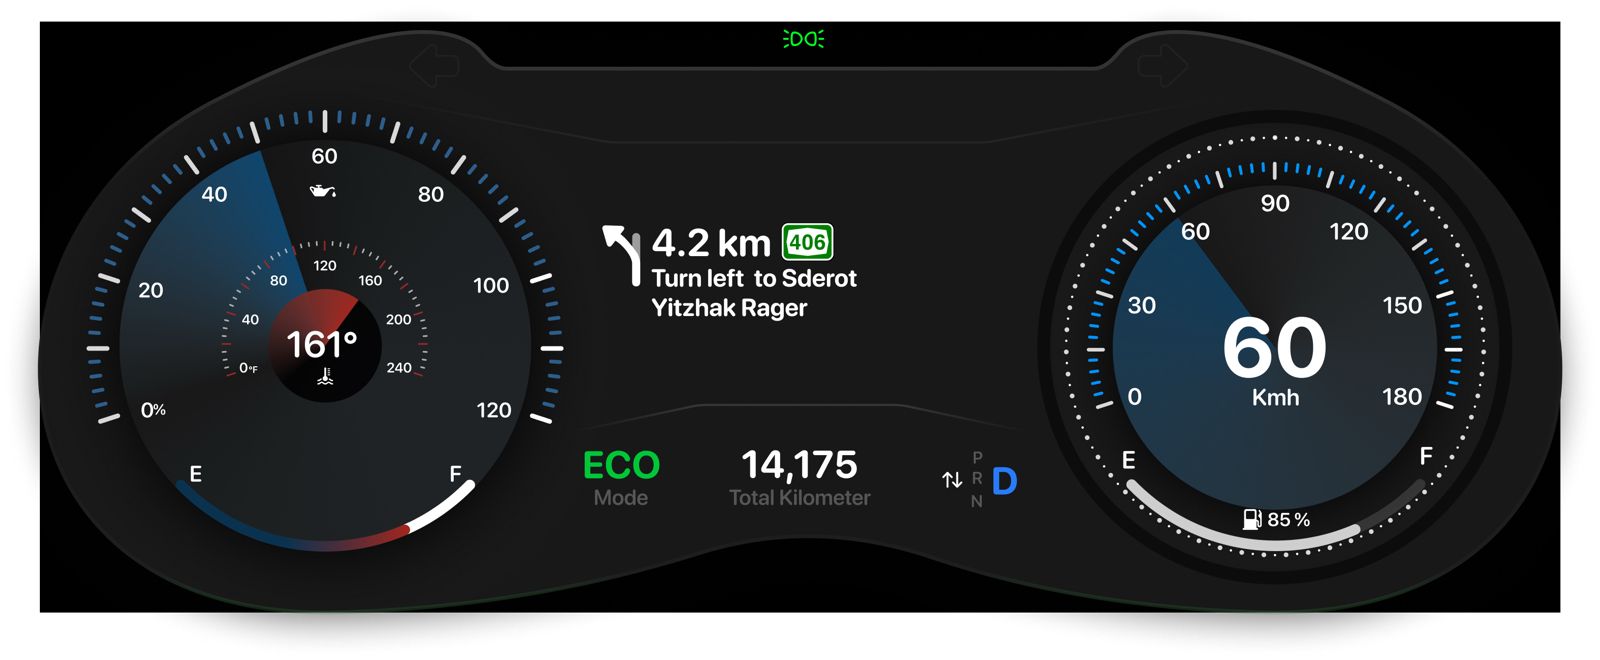 60
40
80
20
100
0%
120
120
80
160
40
200
0°F
240
161°
E
F
4.2 km 406
Turn left to Sderot
Yitzhak Rager
ECO
Mode
14,175
Total Kilometer
P
R
N
D
90
60
120
30
150
0
180
60
Kmh
E
F
85%